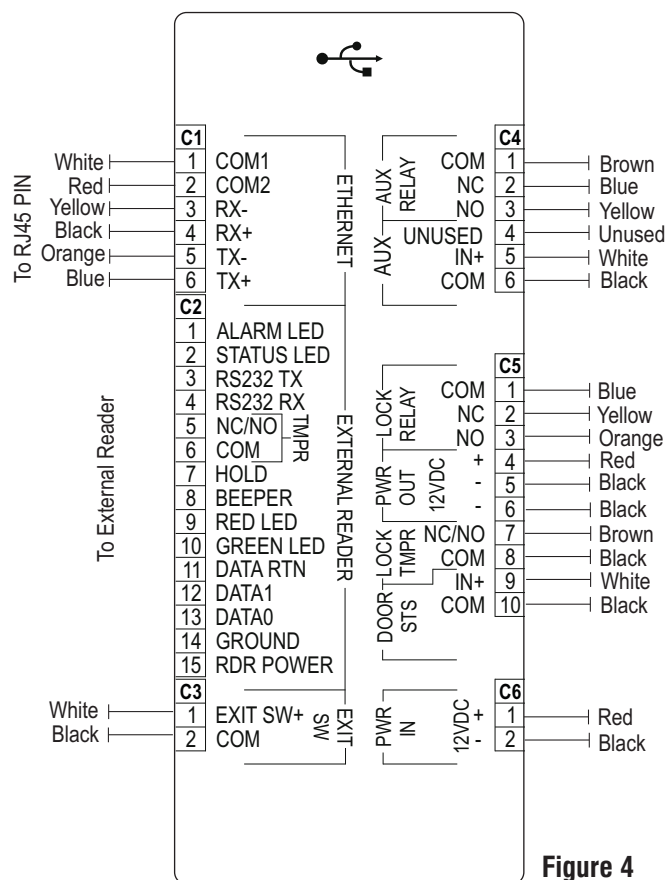 To RJ45 PIN
C1
White 1 COM1
Red 2 COM2
Yellow 3 RX-
Black 4 RX+
Orange 5 TX-
Blue 6 TX+
ETHERNET
To External Reader
C2
1 ALARM LED
2 STATUS LED
3 RS232 TX
4 RS232 RX
5 NC/NO
6 COM
TMPR
7 HOLD
8 BEEPER
9 RED LED
10 GREEN LED
11 DATA RTN
12 DATA1
13 DATA0
14 GROUND
15 RDR POWER
EXTERNAL READER
C3
White 1 EXIT SW+
Black 2 COM
EXIT
SW
C4
AUX
RELAY
COM 1 Brown
NC 2 Blue
NO 3 Yellow
AUX
UNUSED 4 Unused
IN+ 5 White
COM 6 Black
C5
LOCK
RELAY
COM 1 Blue
NC 2 Yellow
NO 3 Orange
PWR
OUT
12VDC
+ 4 Red
- 5 Black
- 6 Black
LOCK
TMPR
NC/NO 7 Brown
COM 8 Black
DOOR
STS
IN+ 9 White
COM 10 Black
C6
PWR
IN
12VDC
+ 1 Red
- 2 Black
Figure 4